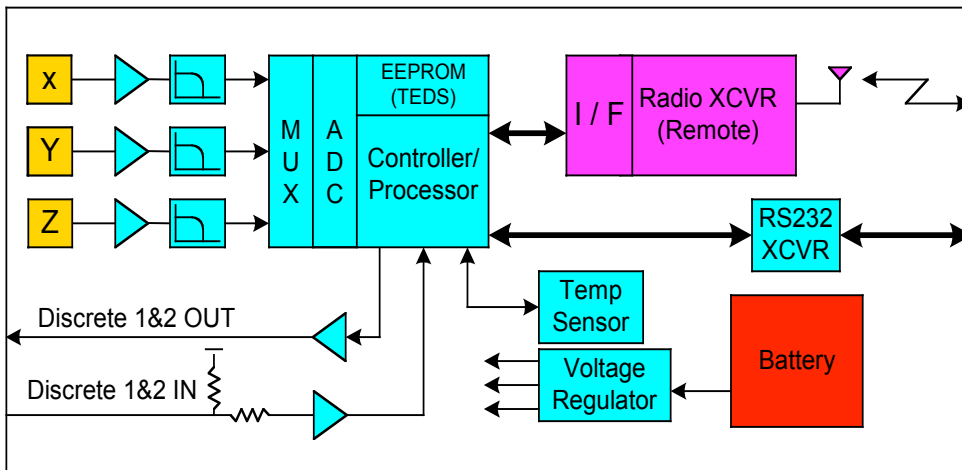 x
Y
Z
M
U
X
A
D
C
EEPROM
(TEDS)
Controller/
Processor
I / F
Radio XCVR
(Remote)
RS232
XCVR
Temp
Sensor
Voltage
Regulator
Battery
Discrete 1&2 OUT
Discrete 1&2 IN